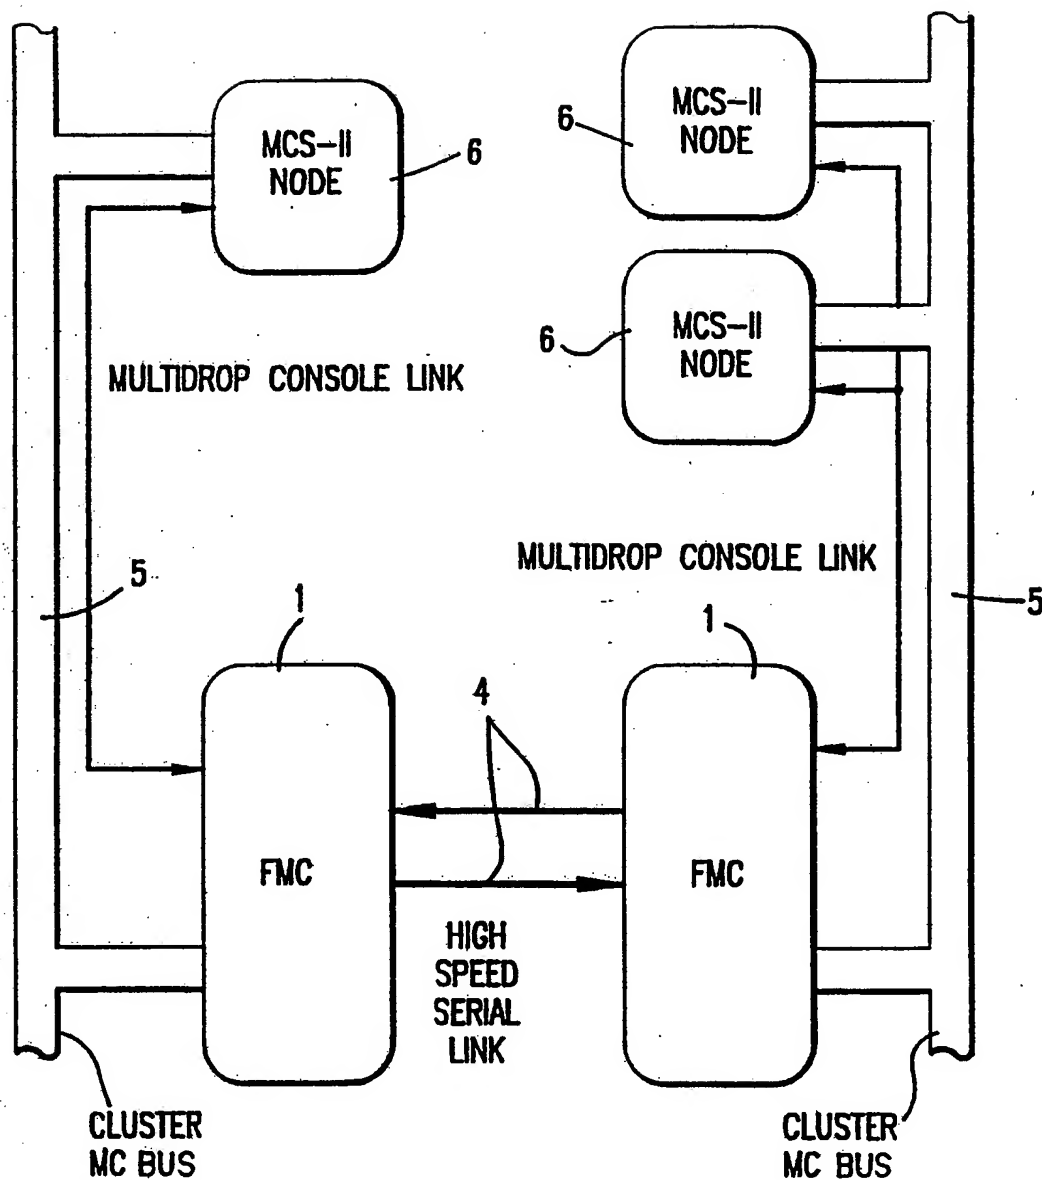 MCS-II
NODE
6
MCS-II
NODE
6
MCS-II
NODE
6
MULTIDROP CONSOLE LINK
MULTIDROP CONSOLE LINK
5
5
1
1
4
FMC
FMC
HIGH
SPEED
SERIAL
LINK
CLUSTER
MC BUS
CLUSTER
MC BUS